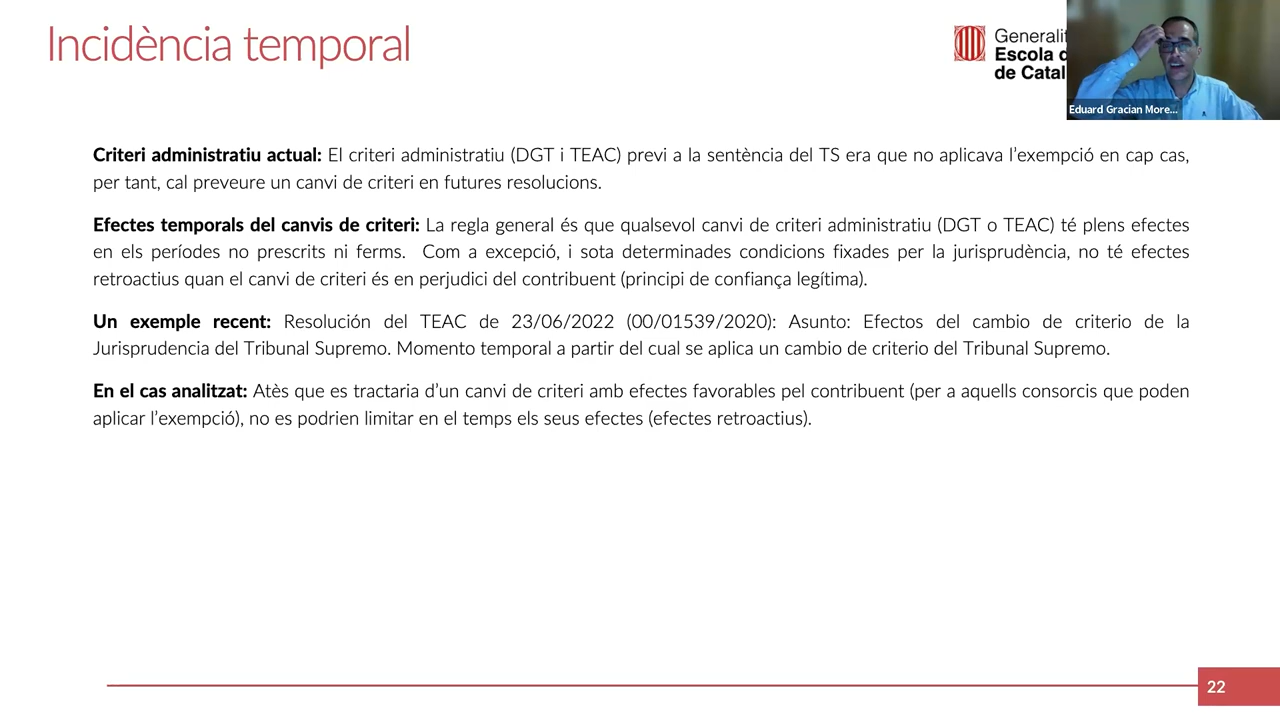 Incidència temporal
Generalit
Escola d
de Catal
Eduard Gracian More...
Criteri administratiu actual: El criteri administratiu (DGT i TEAC) previ a la sentència del TS era que no aplicava l’exempció en cap cas,
per tant, cal preveure un canvi de criteri en futures resolucions.
Efectes temporals del canvis de criteri: La regla general és que qualsevol canvi de criteri administratiu (DGT o TEAC) té plens efectes
en els períodes no prescrits ni ferms. Com a excepció, i sota determinades condicions fixades per la jurisprudència, no té efectes
retroactius quan el canvi de criteri és en perjudici del contribuent (principi de confiança legítima).
Un exemple recent: Resolución del TEAC de 23/06/2022 (00/01539/2020): Asunto: Efectos del cambio de criterio de la
Jurisprudencia del Tribunal Supremo. Momento temporal a partir del cual se aplica un cambio de criterio del Tribunal Supremo.
En el cas analitzat: Atès que es tractaria d’un canvi de criteri amb efectes favorables pel contribuent (per a aquells consorcis que poden
aplicar l’exempció), no es podrien limitar en el temps els seus efectes (efectes retroactius).
22